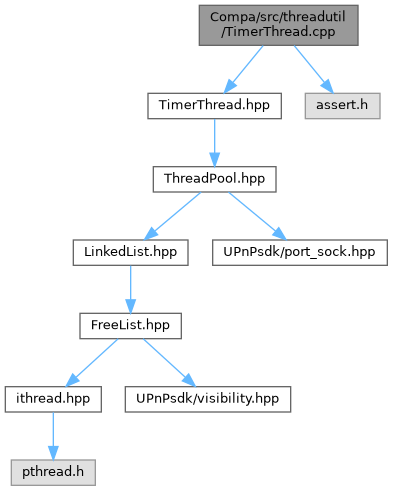 Compa/src/threadutil
/TimerThread.cpp
TimerThread.hpp
assert.h
ThreadPool.hpp
LinkedList.hpp
UPnPsdk/port_sock.hpp
FreeList.hpp
ithread.hpp
UPnPsdk/visibility.hpp
pthread.h